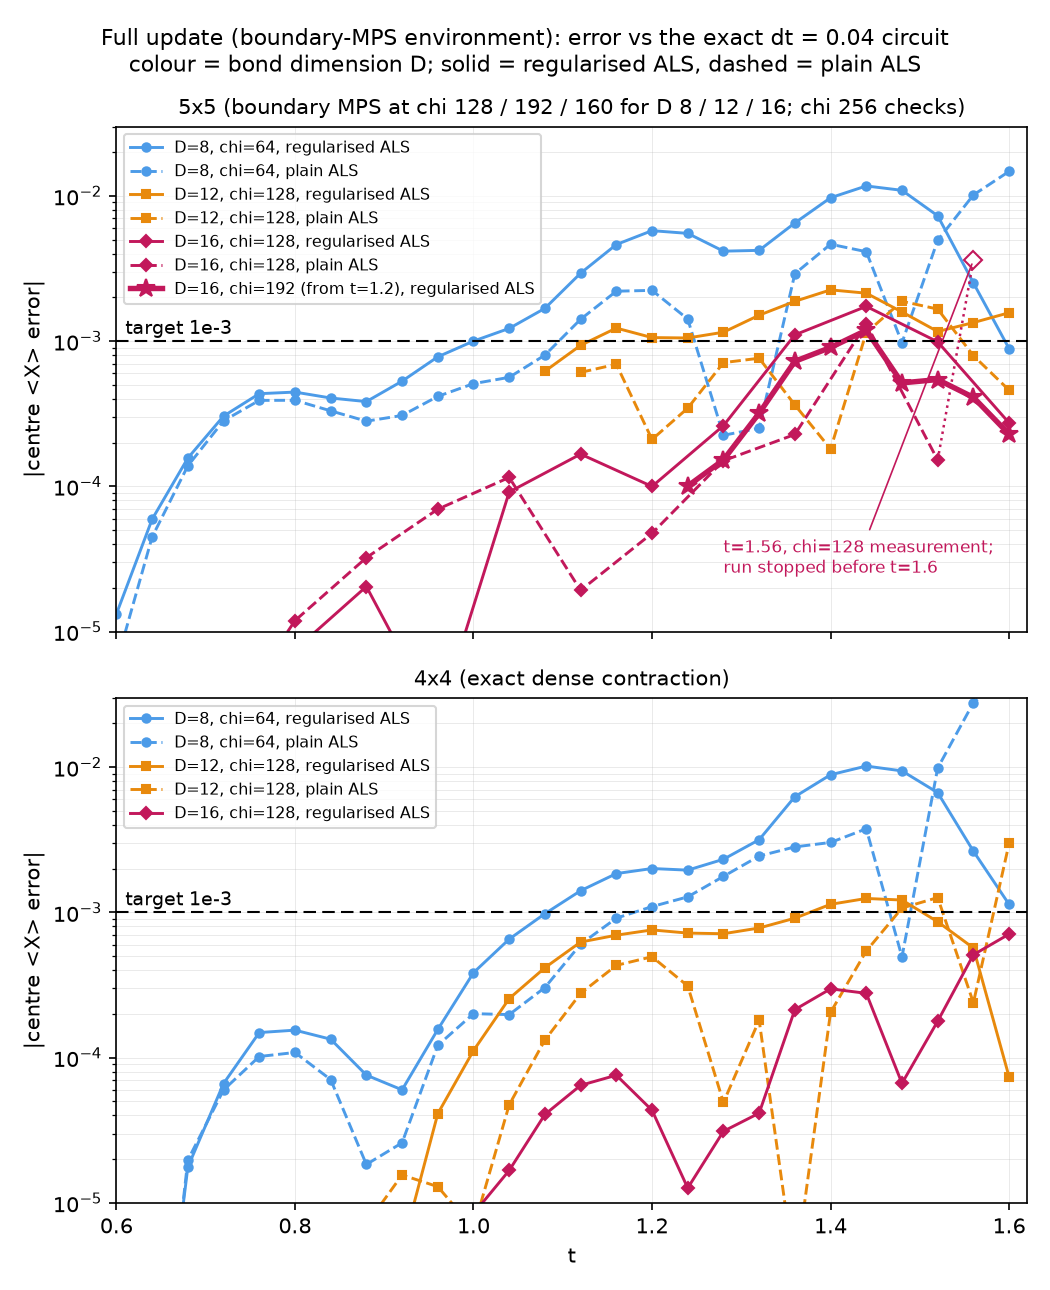 Full update (boundary-MPS environment): error vs the exact dt = 0.04 circuit
colour = bond dimension D; solid = regularised ALS, dashed = plain ALS
5x5 (boundary MPS at chi 128 / 192 / 160 for D 8 / 12 / 16; chi 256 checks)
D=8, chi=64, regularised ALS
D=8, chi=64, plain ALS
D=12, chi=128, regularised ALS
D=12, chi=128, plain ALS
D=16, chi=128, regularised ALS
D=16, chi=128, plain ALS
D=16, chi=192 (from t=1.2), regularised ALS
10⁻²
target 1e-3
10⁻³
|centre <X> error|
10⁻⁴
t=1.56, chi=128 measurement;
run stopped before t=1.6
10⁻⁵
4x4 (exact dense contraction)
D=8, chi=64, regularised ALS
D=8, chi=64, plain ALS
D=12, chi=128, regularised ALS
D=12, chi=128, plain ALS
D=16, chi=128, regularised ALS
10⁻²
target 1e-3
10⁻³
|centre <X> error|
10⁻⁴
10⁻⁵
0.6 0.8 1.0 1.2 1.4 1.6
t